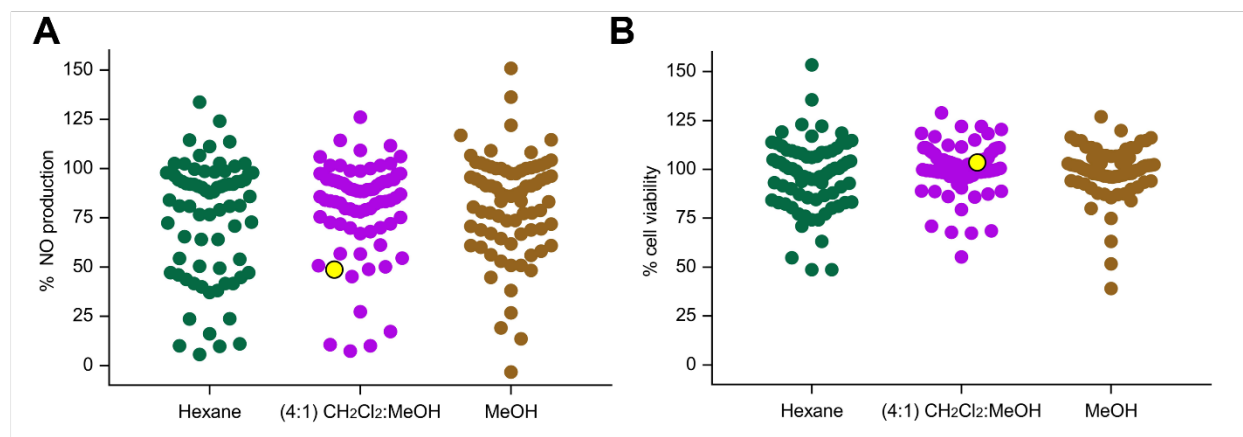 A
% NO production
150
125
100
75
50
25
0
Hexane
(4:1) CH2Cl2:MeOH
MeOH
B
% cell viability
150
125
100
75
50
25
0
Hexane
(4:1) CH2Cl2:MeOH
MeOH